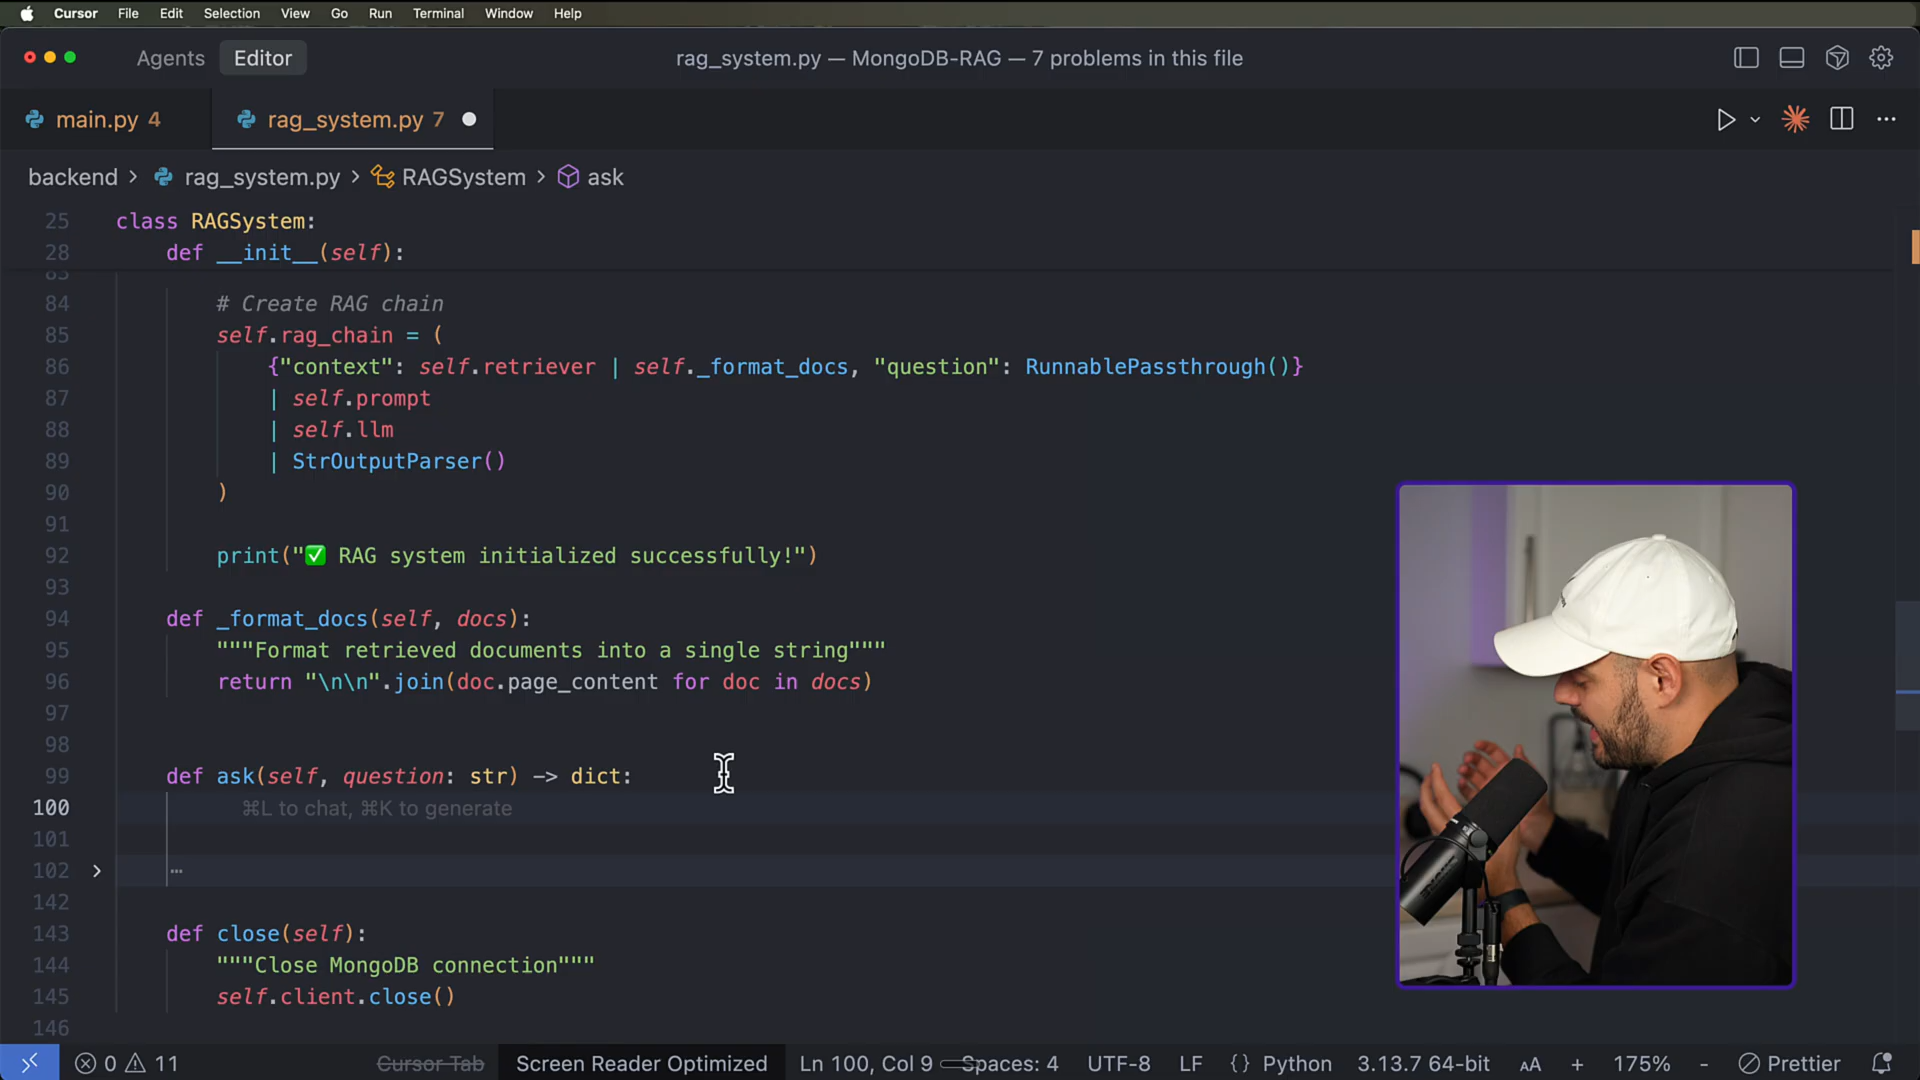 Cursor File Edit Selection View Go Run Terminal Window Help
Agents Editor rag_system.py — MongoDB-RAG — 7 problems in this file
main.py 4 rag_system.py 7
backend > rag_system.py > RAGSystem > ask
25 class RAGSystem:
28 def __init__(self):
83
84 # Create RAG chain
85 self.rag_chain = (
86 {"context": self.retriever | self._format_docs, "question": RunnablePassthrough()}
87 | self.prompt
88 | self.llm
89 | StrOutputParser()
90 )
91
92 print("✅ RAG system initialized successfully!")
93
94 def _format_docs(self, docs):
95 """Format retrieved documents into a single string"""
96 return "\n\n".join(doc.page_content for doc in docs)
97
98
99 def ask(self, question: str) -> dict:
100 ⌘L to chat, ⌘K to generate
101
102 > …
142
143 def close(self):
144 """Close MongoDB connection"""
145 self.client.close()
146
0 11 Cursor Tab Screen Reader Optimized Ln 100, Col 9 Spaces: 4 UTF-8 LF {} Python 3.13.7 64-bit AA + 175% - Prettier